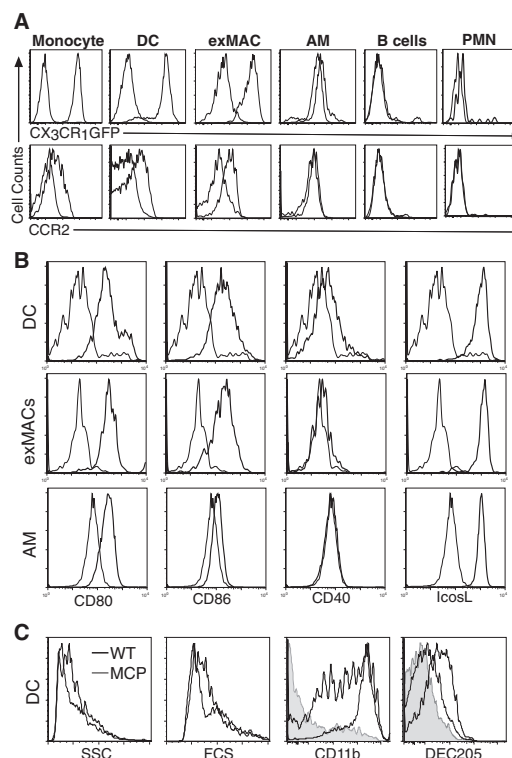 A
Monocyte DC exMAC AM B cells PMN
CX3CR1GFP
CCR2
Cell Counts
B
DC
exMACs
AM
CD80 CD86 CD40 IcosL
C
DC
WT
MCP
SSC FCS CD11b DEC205